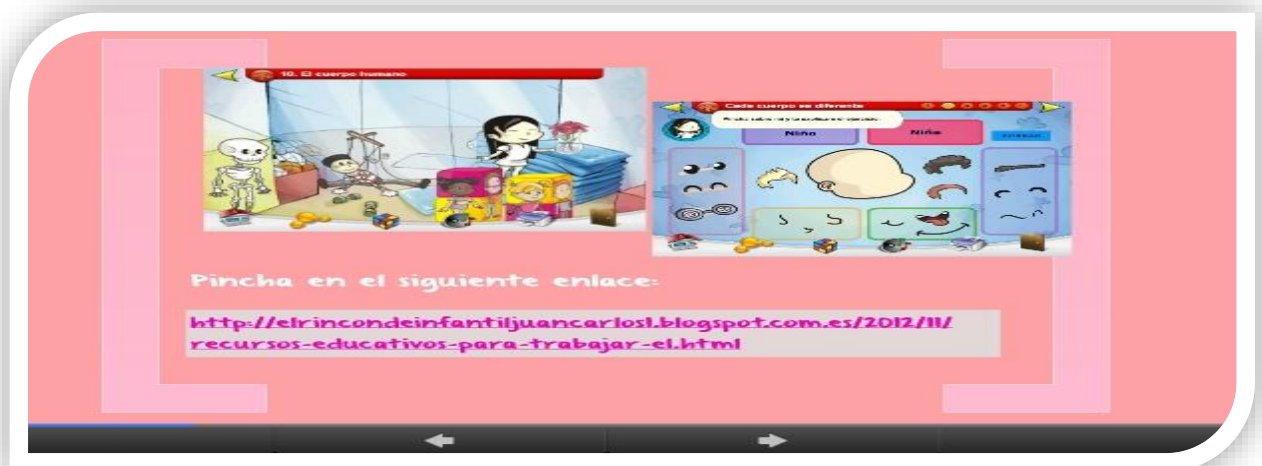 10. El cuerpo humano
Cada cuerpo es diferente
Niño
Niña
Pincha en el siguiente enlace:
http://elrincondeinfantiljuancarlos1.blogspot.com.es/2012/11/
recursos-educativos-para-trabajar-el.html